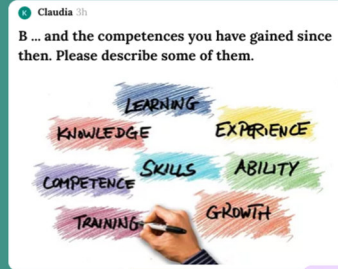 K Claudia 3h
B ... and the competences you have gained since
then. Please describe some of them.
LEARNING
KNOWLEDGE EXPERIENCE
SKILLS ABILITY
COMPETENCE
TRAINING GROWTH